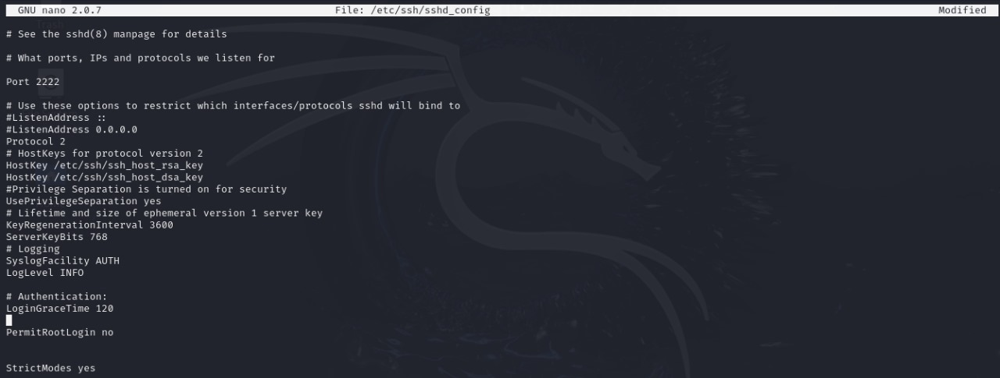 GNU nano 2.0.7 File: /etc/ssh/sshd_config Modified
# See the sshd(8) manpage for details
# What ports, IPs and protocols we listen for
Port 2222
# Use these options to restrict which interfaces/protocols sshd will bind to
#ListenAddress ::
#ListenAddress 0.0.0.0
Protocol 2
# HostKeys for protocol version 2
HostKey /etc/ssh/ssh_host_rsa_key
HostKey /etc/ssh/ssh_host_dsa_key
#Privilege Separation is turned on for security
UsePrivilegeSeparation yes
# Lifetime and size of ephemeral version 1 server key
KeyRegenerationInterval 3600
ServerKeyBits 768
# Logging
SyslogFacility AUTH
LogLevel INFO
# Authentication:
LoginGraceTime 120
PermitRootLogin no
StrictModes yes